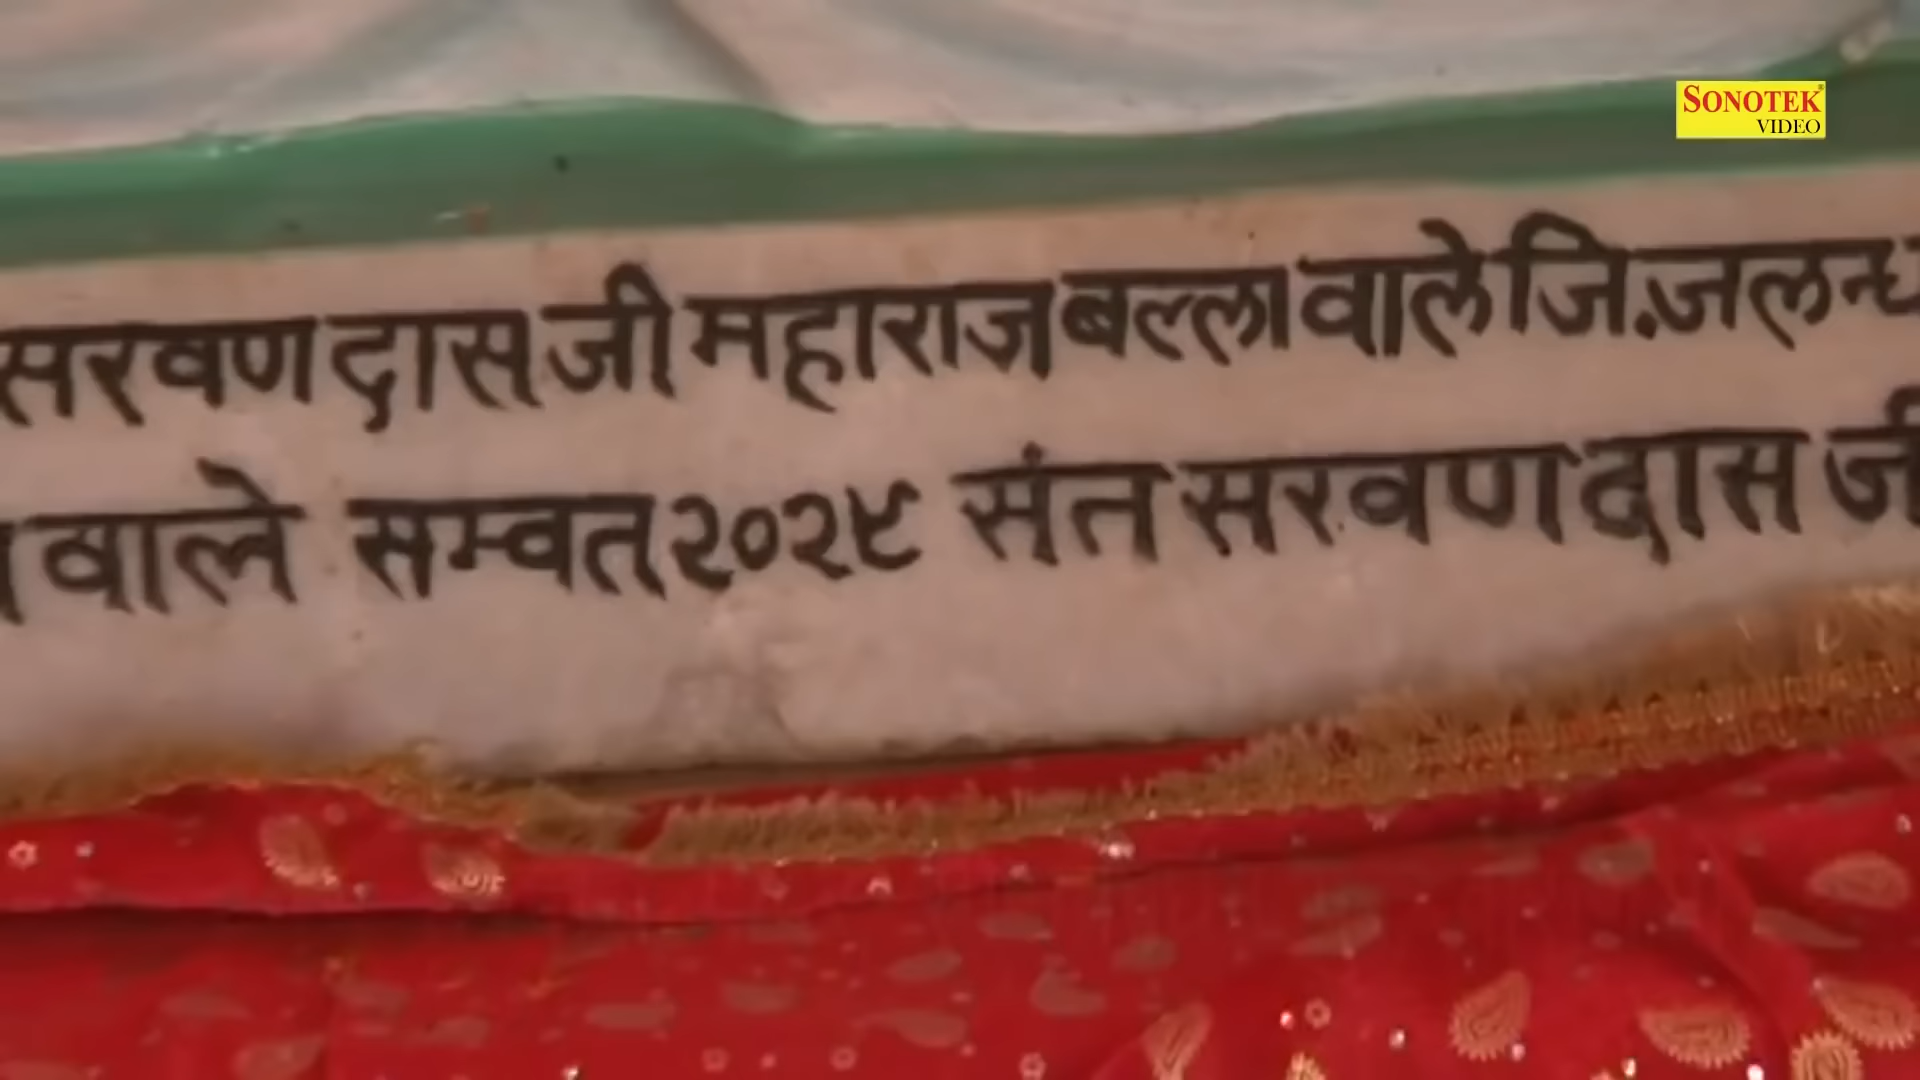 SONOTEK
VIDEO
सरवण दास जी महाराज बल्ला वाले जि. जलन्ध
वाले सम्वत २०२९ संत सरवण दास जी